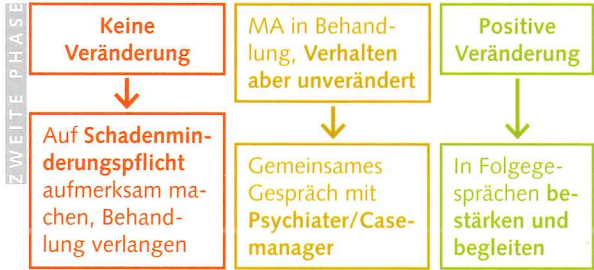 ZWEITE PHASE
Keine
Veränderung
MA in Behand-
lung, Verhalten
aber unverändert
Positive
Veränderung
Auf Schadenmin-
derungspflicht
aufmerksam ma-
chen, Behand-
lung verlangen
Gemeinsames
Gespräch mit
Psychiater/Case-
manager
In Folgege-
sprächen be-
stärken und
begleiten